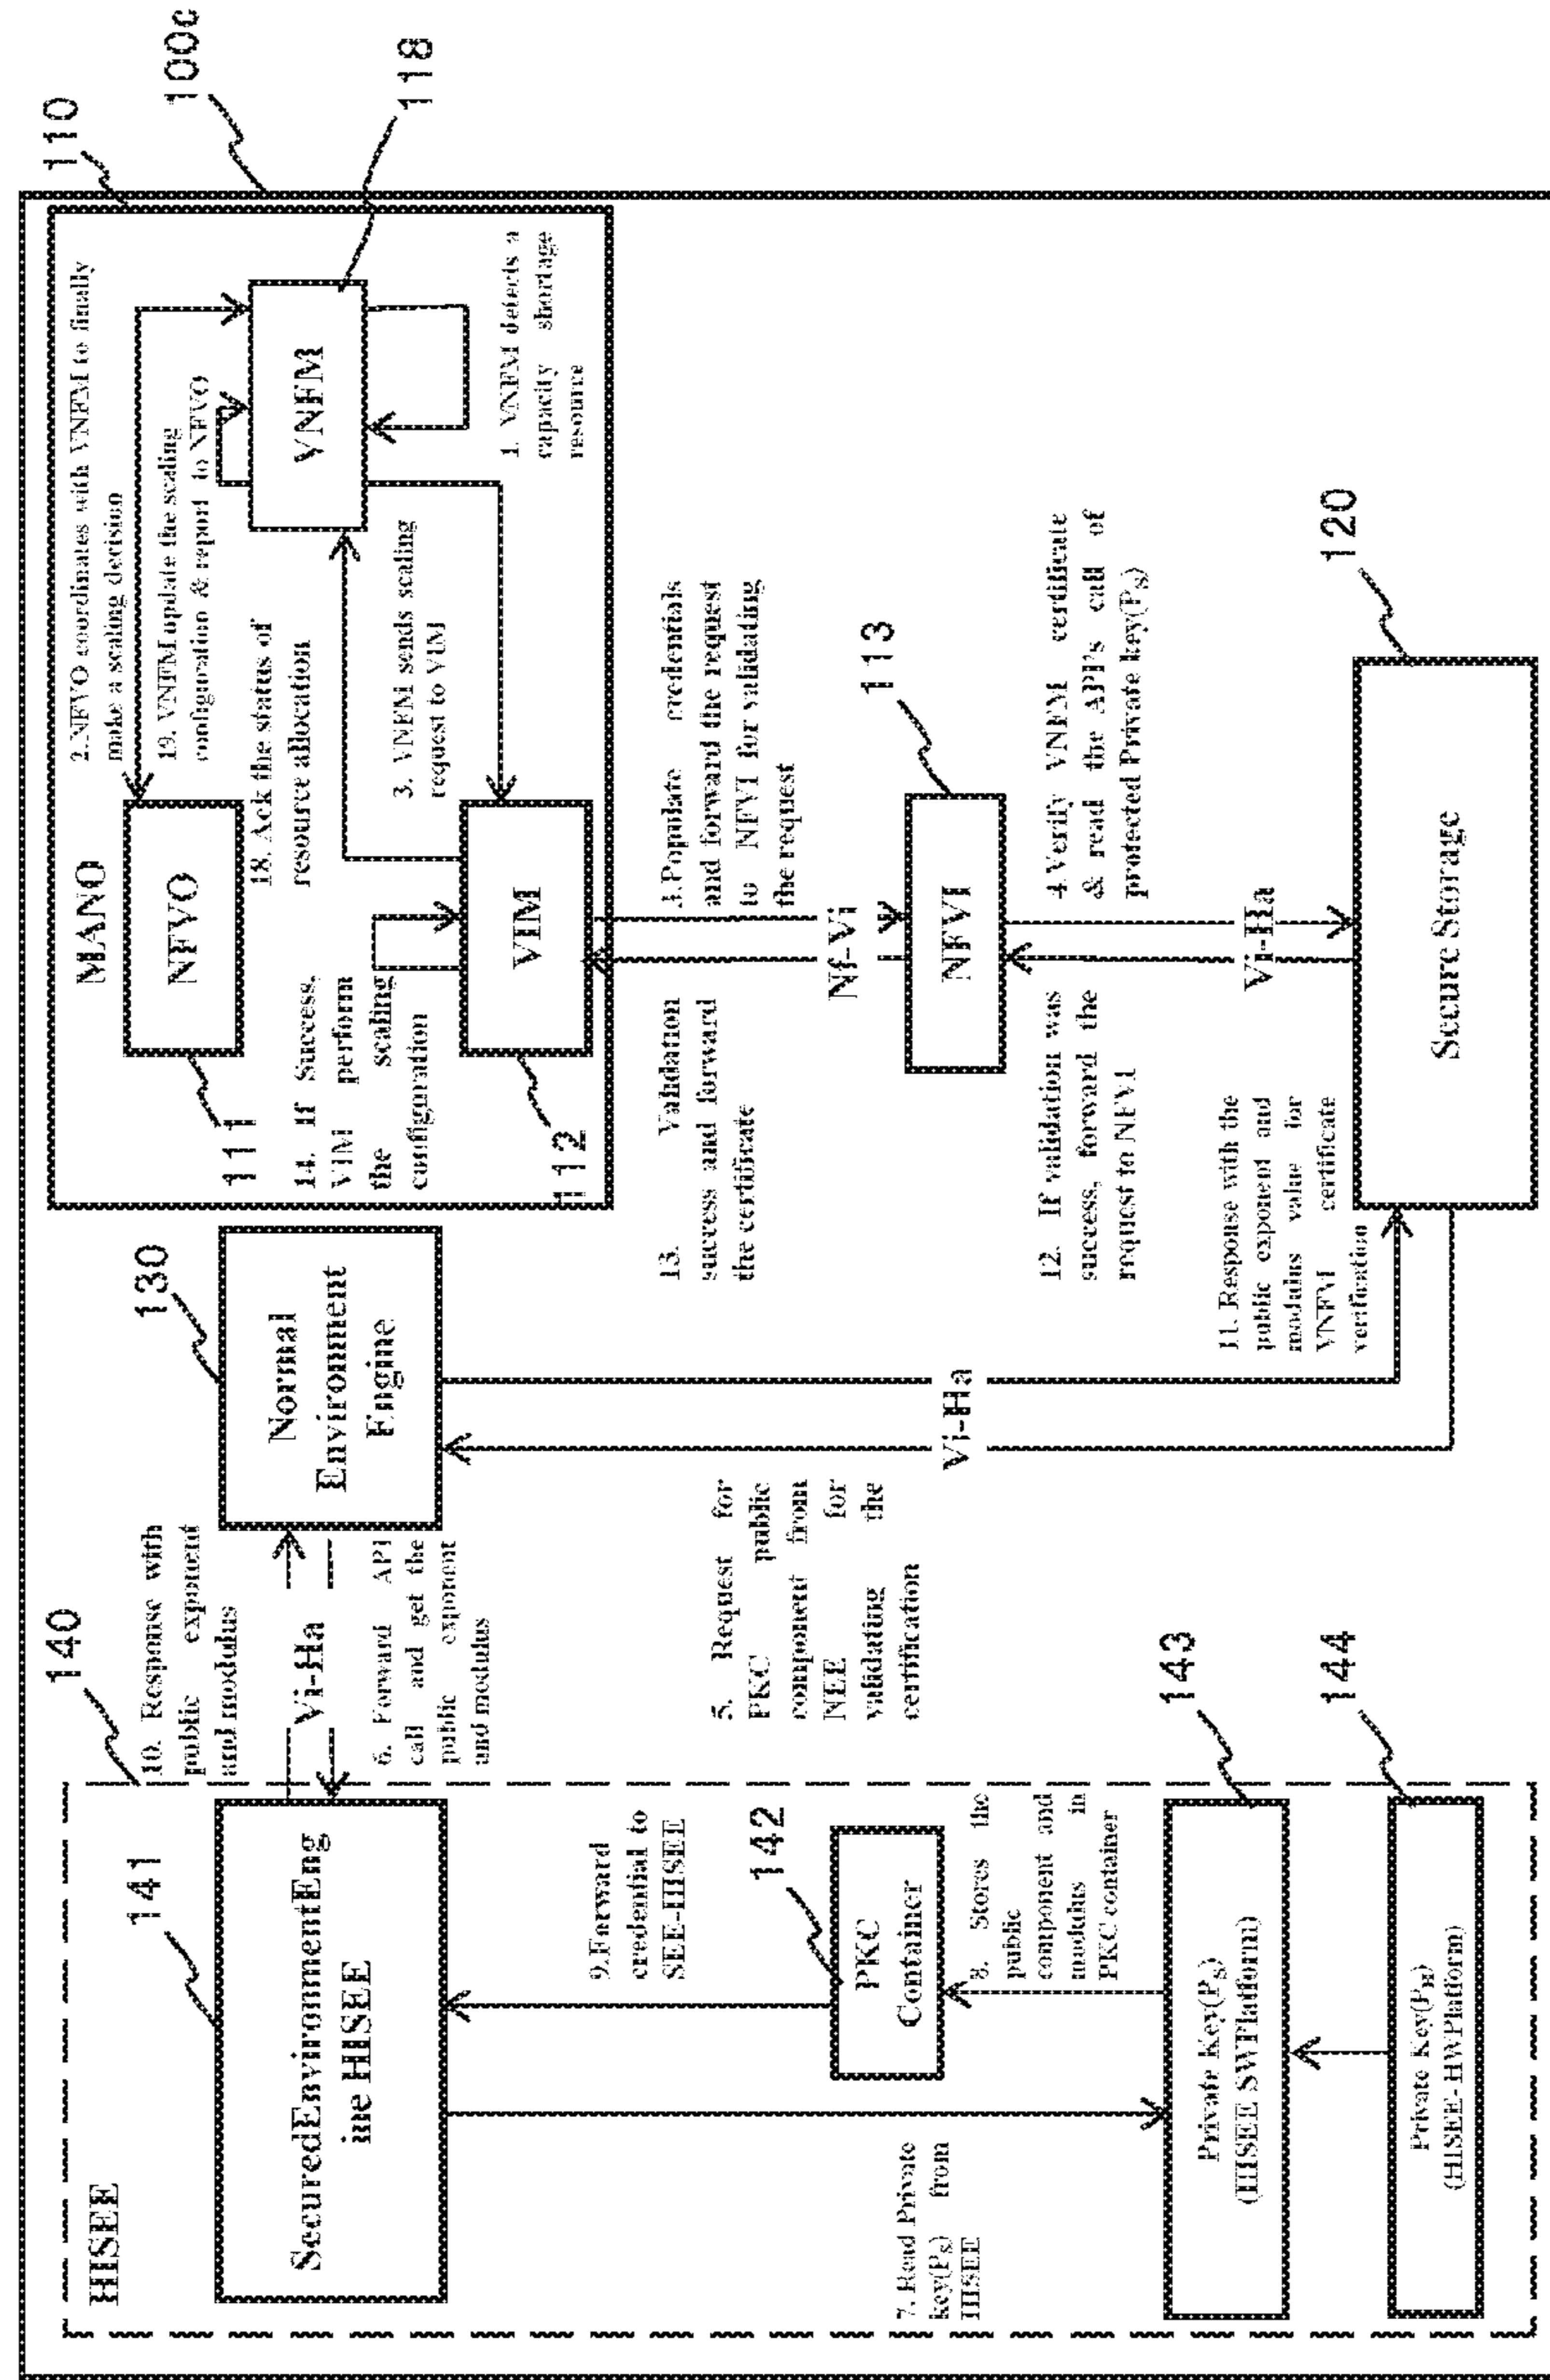 HISEE
141
SecuredEnvironmentEng
ine HISEE
140
10. Response with
public exponent
and modulus
Vi-Ha
6. Forward API
call and get the
public exponent
and modulus
130
Normal
Environment
Engine
7. Read Private
key(Ps) from
HISEE
9.Forward
credential to
SEE-HISEE
142
PKC
Container
8. Stores the
public
component and
modulus in
PKC container
143
Private Key(Ps)
(HISEE SWPlatform)
144
Private Key(PH)
(HISEE-HWPlatform)
5. Request for
PKC public
component from
NEE for
validating the
certification
Vi-Ha
11. Response with the
public exponent and
modulus value for
VNFVI certificate
verification
MANO
110
100c
NFVO
111
2.NFVO coordinates with VNFM to finally
make a scaling decision
19. VNFM update the scaling
configuration & report to NFVO
18. Ack the status of
resource allocation
VNFM
118
1. VNFM detects a
capacity shortage
resource
3. VNFM sends scaling
request to VIM
14. If Success,
VIM perform
the scaling
configuration
VIM
112
13. Validation
success and forward
the certificate
Nf-Vi
3.Populate credentials
and forward the request
to NFVI for validating
the request
NFVI
113
12. If validation was
success, forward the
request to NFV1
Vi-Ha
4.Verify VNFM certificate
& read the API's call of
protected Private key(Ps)
Secure Storage
120